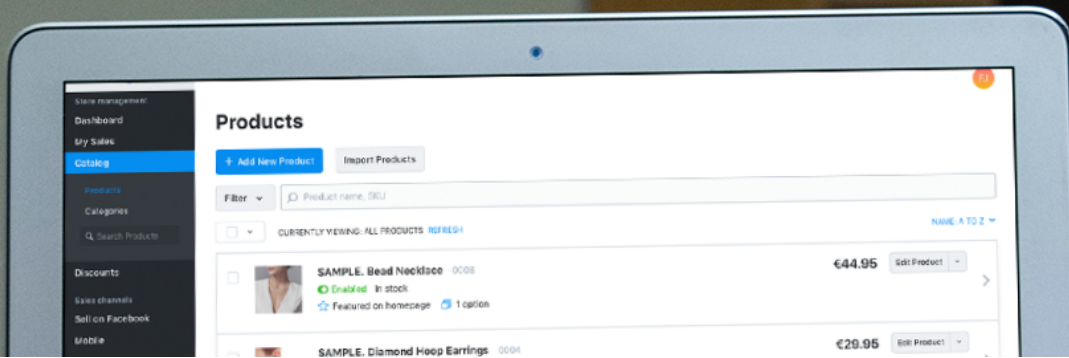 FJ
Store management
Dashboard
My Sales
Catalog
Products
Categories
Search Products
Discounts
Sales channels
Sell on Facebook
Mobile
Products
+ Add New Product
Import Products
Filter
Product name, SKU
CURRENTLY VIEWING: ALL PRODUCTS REFRESH
NAME: A TO Z
SAMPLE. Bead Necklace 0008
€44.95
Edit Product
Enabled In stock
Featured on homepage 1 option
SAMPLE. Diamond Hoop Earrings 0004
€29.95
Edit Product